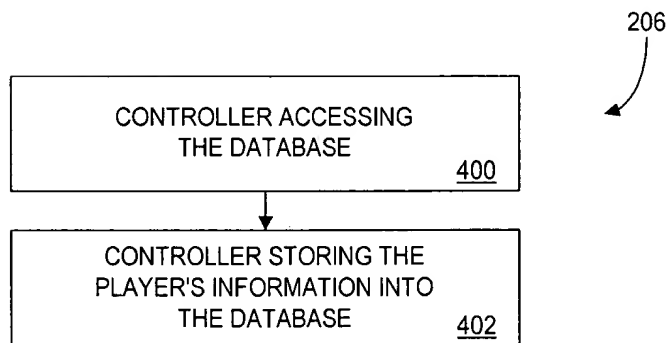 206
CONTROLLER ACCESSING
THE DATABASE
400
CONTROLLER STORING THE
PLAYER'S INFORMATION INTO
THE DATABASE
402